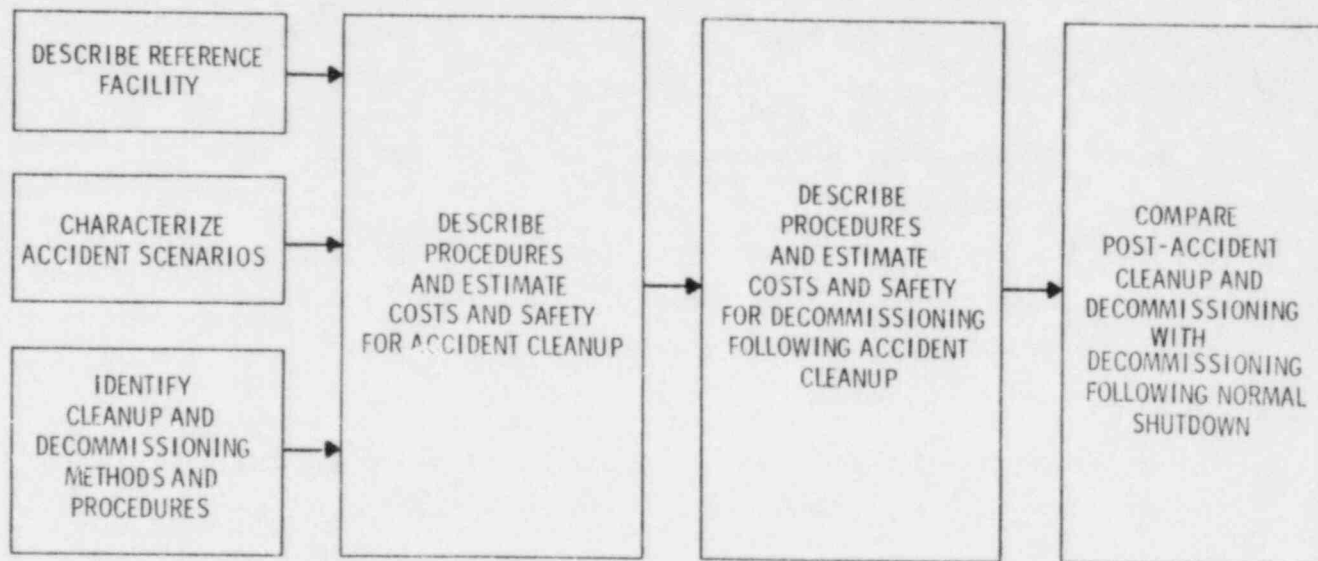 DESCRIBE REFERENCE
FACILITY
CHARACTERIZE
ACCIDENT SCENARIOS
IDENTIFY
CLEANUP AND
DECOMMISSIONING
METHODS AND
PROCEDURES
DESCRIBE
PROCEDURES
AND ESTIMATE
COSTS AND SAFETY
FOR ACCIDENT CLEANUP
DESCRIBE
PROCEDURES
AND ESTIMATE
COSTS AND SAFETY
FOR DECOMMISSIONING
FOLLOWING ACCIDENT
CLEANUP
COMPARE
POST-ACCIDENT
CLEANUP AND
DECOMMISSIONING
WITH
DECOMMISSIONING
FOLLOWING NORMAL
SHUTDOWN